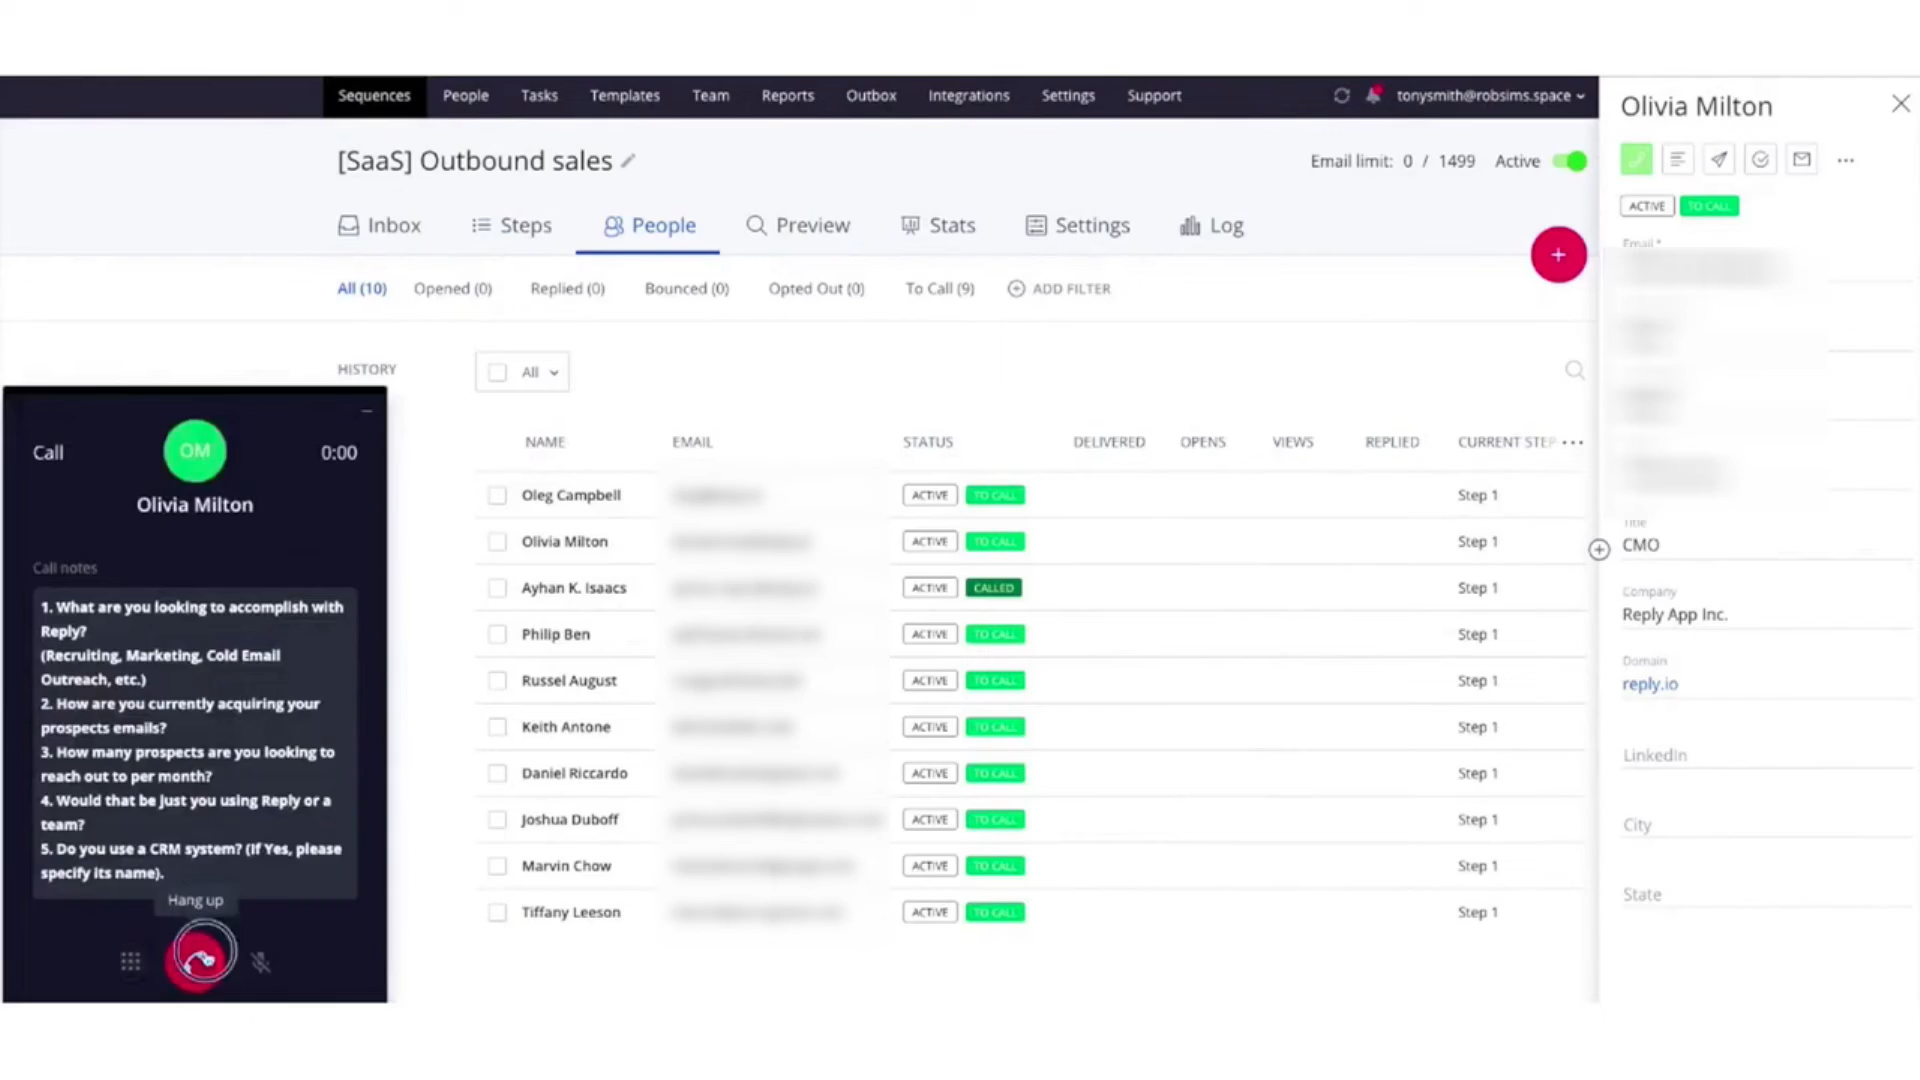 Sequences People Tasks Templates Team Reports Outbox Integrations Settings Support tonysmith@robsims.space
[SaaS] Outbound sales Email limit: 0 / 1499 Active
Inbox Steps People Preview Stats Settings Log
+
All (10) Opened (0) Replied (0) Bounced (0) Opted Out (0) To Call (9) ADD FILTER
HISTORY All
NAME EMAIL STATUS DELIVERED OPENS VIEWS REPLIED CURRENT STEP
Oleg Campbell ACTIVE TO CALL Step 1
Olivia Milton ACTIVE TO CALL Step 1
Ayhan K. Isaacs ACTIVE CALLED Step 1
Philip Ben ACTIVE TO CALL Step 1
Russel August ACTIVE TO CALL Step 1
Keith Antone ACTIVE TO CALL Step 1
Daniel Riccardo ACTIVE TO CALL Step 1
Joshua Duboff ACTIVE TO CALL Step 1
Marvin Chow ACTIVE TO CALL Step 1
Tiffany Leeson ACTIVE TO CALL Step 1
Call OM 0:00
Olivia Milton
Call notes
1. What are you looking to accomplish with
Reply?
(Recruiting, Marketing, Cold Email
Outreach, etc.)
2. How are you currently acquiring your
prospects emails?
3. How many prospects are you looking to
reach out to per month?
4. Would that be just you using Reply or a
team?
5. Do you use a CRM system? (If Yes, please
specify its name).
Hang up
Olivia Milton
ACTIVE TO CALL
Email *
Title
CMO
Company
Reply App Inc.
Domain
reply.io
LinkedIn
City
State